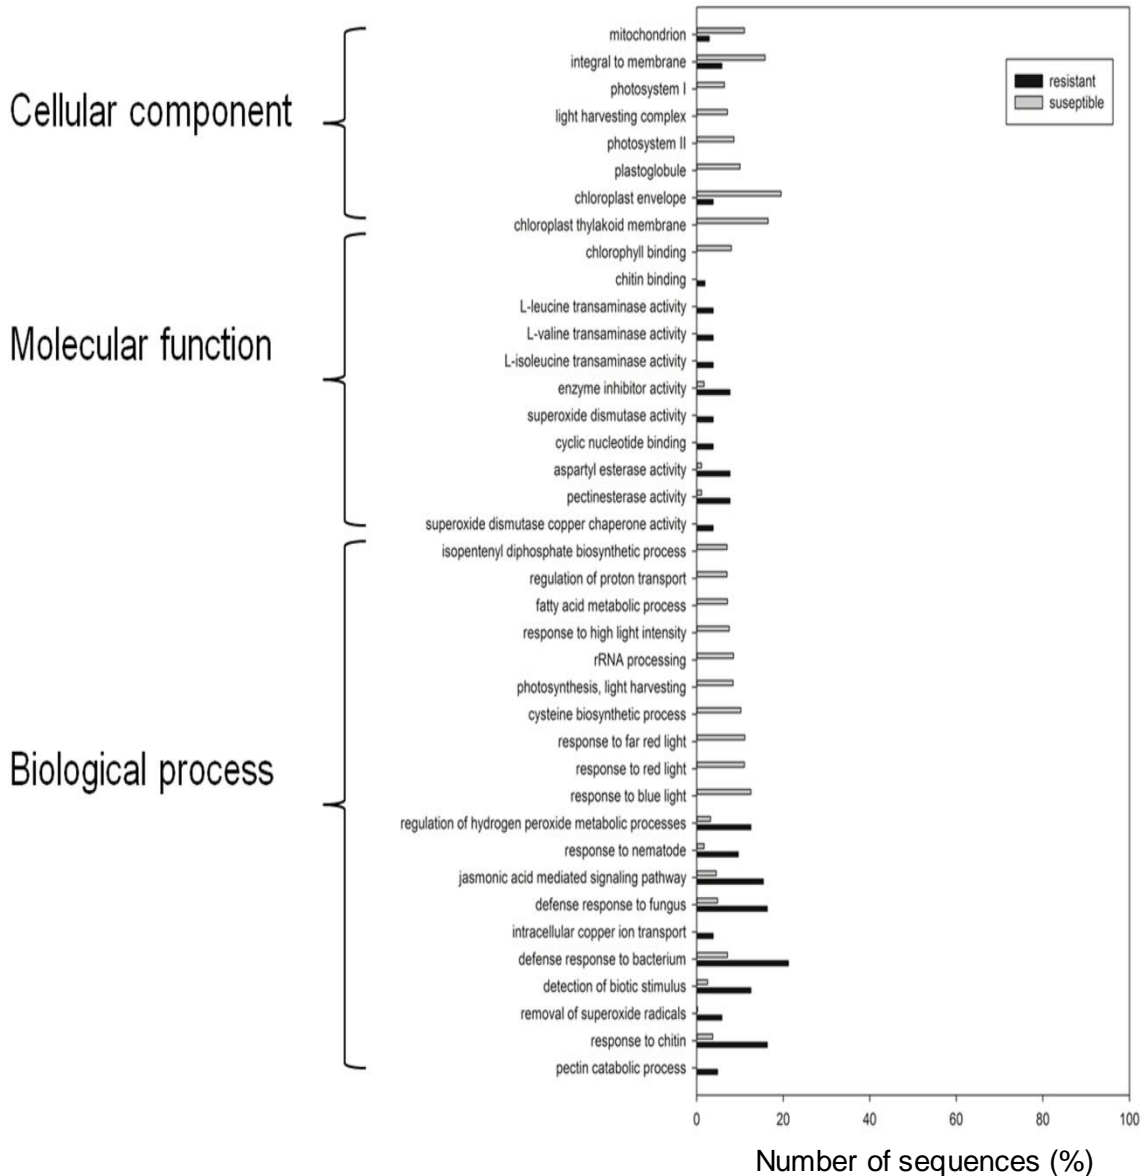 Cellular component
Molecular function
Biological process
mitochondrion
integral to membrane
photosystem I
light harvesting complex
photosystem II
plastoglobule
chloroplast envelope
chloroplast thylakoid membrane
chlorophyll binding
chitin binding
L-leucine transaminase activity
L-valine transaminase activity
L-isoleucine transaminase activity
enzyme inhibitor activity
superoxide dismutase activity
cyclic nucleotide binding
aspartyl esterase activity
pectinesterase activity
superoxide dismutase copper chaperone activity
isopentenyl diphosphate biosynthetic process
regulation of proton transport
fatty acid metabolic process
response to high light intensity
rRNA processing
photosynthesis, light harvesting
cysteine biosynthetic process
response to far red light
response to red light
response to blue light
regulation of hydrogen peroxide metabolic processes
response to nematode
jasmonic acid mediated signaling pathway
defense response to fungus
intracellular copper ion transport
defense response to bacterium
detection of biotic stimulus
removal of superoxide radicals
response to chitin
pectin catabolic process
resistant
suseptible
0 20 40 60 80 100
Number of sequences (%)